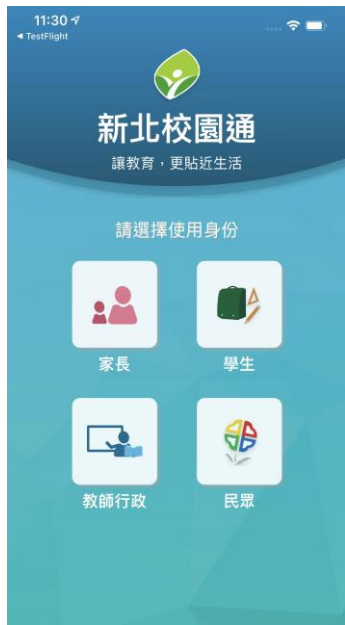 11:30
◀ TestFlight
新北校園通
讓教育，更貼近生活
請選擇使用身份
家長
學生
教師行政
民眾